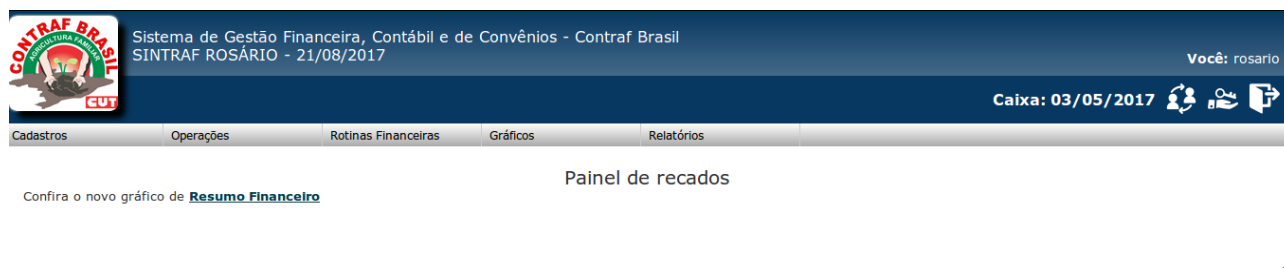 CONTRAF BRASIL
AGRICULTURA FAMILIAR
CUT
Sistema de Gestão Financeira, Contábil e de Convênios - Contraf Brasil
SINTRAF ROSÁRIO - 21/08/2017
Você: rosario
Caixa: 03/05/2017
Cadastros Operações Rotinas Financeiras Gráficos Relatórios
Painel de recados
Confira o novo gráfico de Resumo Financeiro